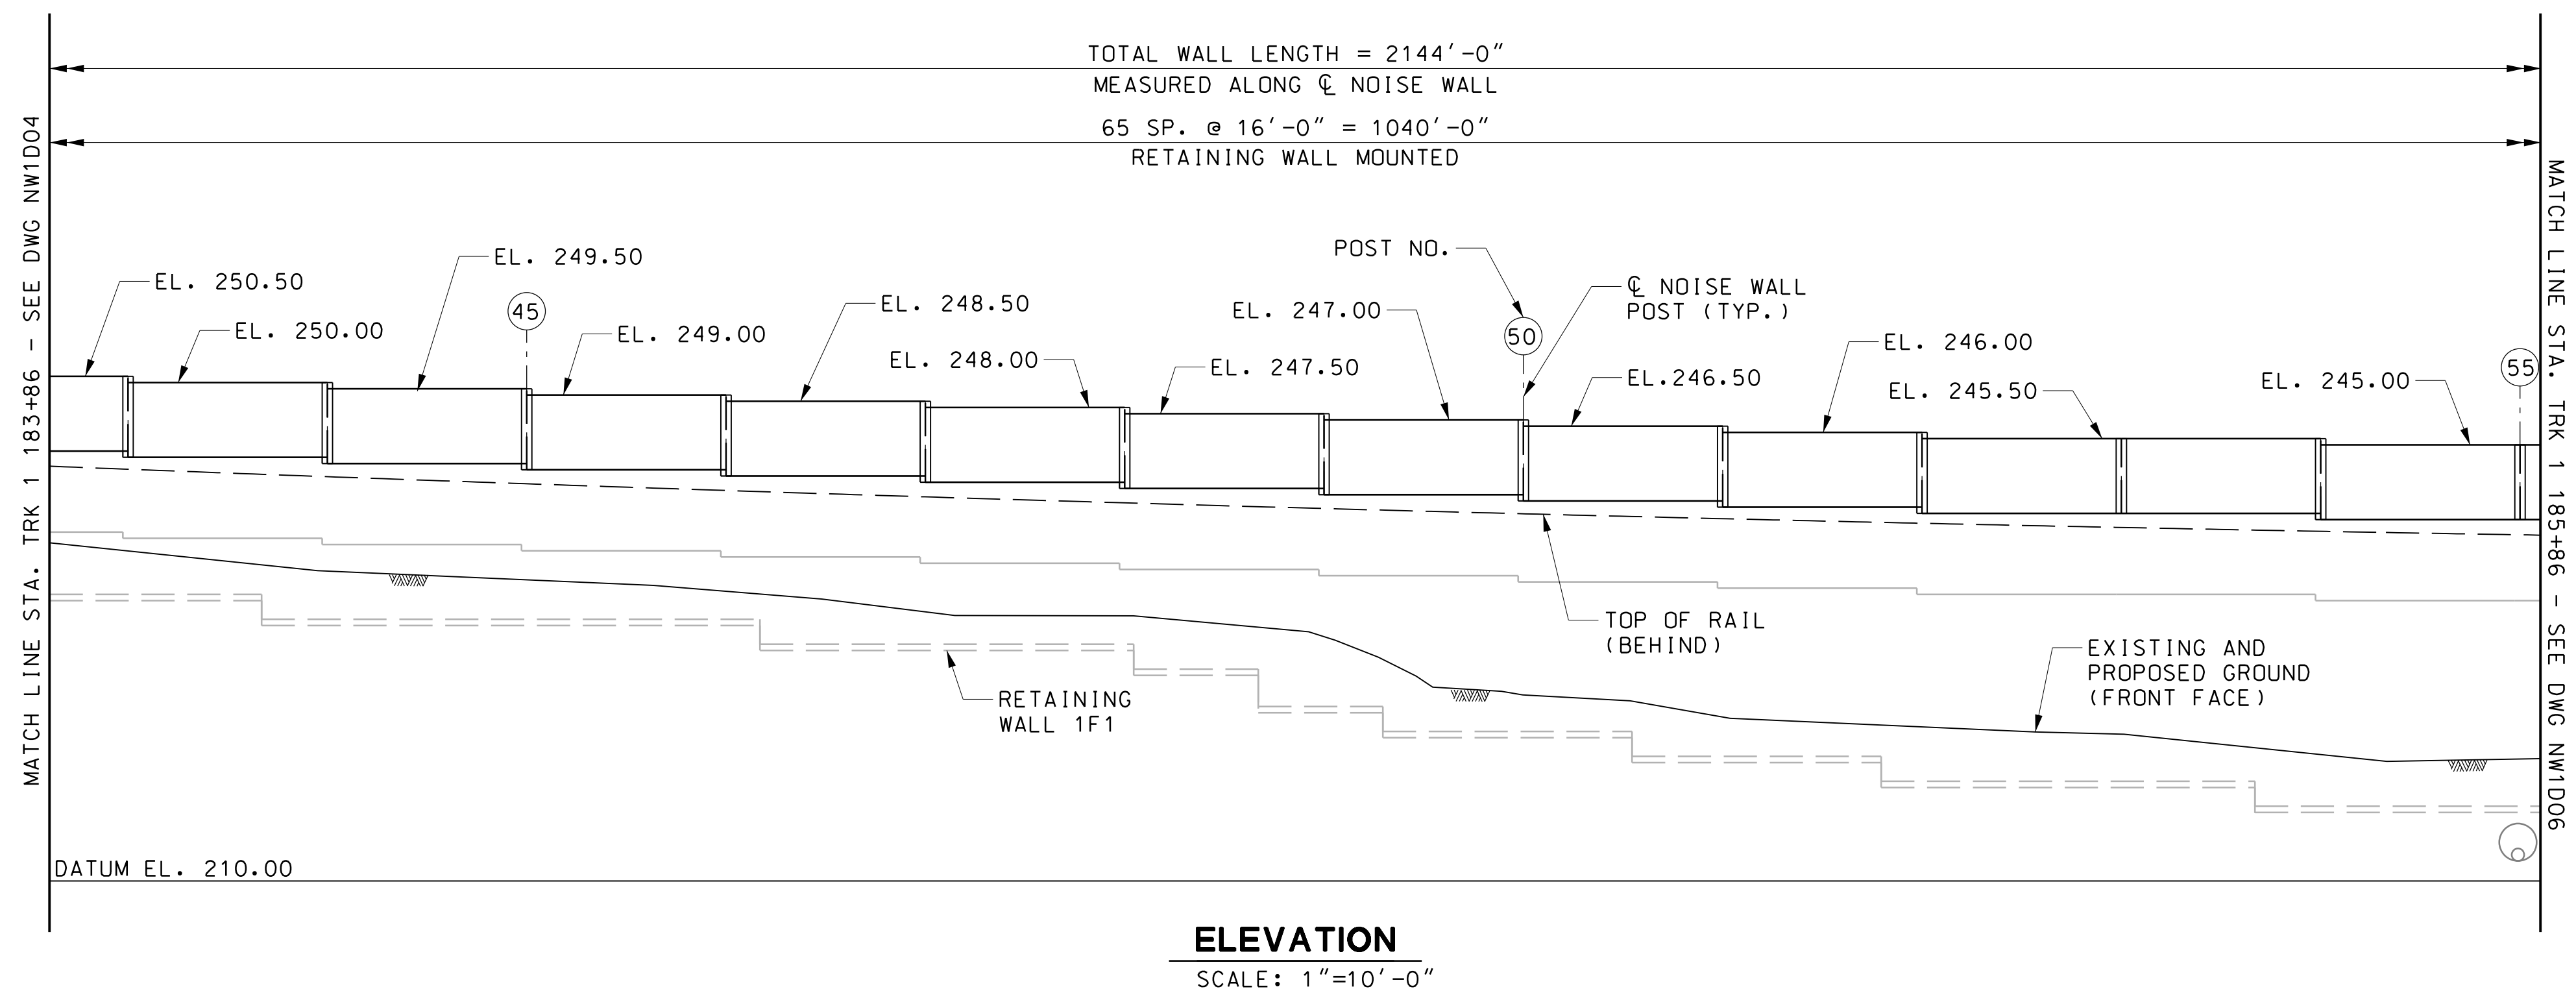 TOTAL WALL LENGTH = 2144'-0"
MEASURED ALONG ℄ NOISE WALL
65 SP. @ 16'-0" = 1040'-0"
RETAINING WALL MOUNTED
MATCH LINE STA. TRK 1 183+86 - SEE DWG NW1D04
MATCH LINE STA. TRK 1 185+86 - SEE DWG NW1D06
EL. 250.50
EL. 250.00
EL. 249.50
45
EL. 249.00
EL. 248.50
EL. 248.00
EL. 247.50
EL. 247.00
POST NO.
50
℄ NOISE WALL
POST (TYP.)
EL.246.50
EL. 246.00
EL. 245.50
EL. 245.00
55
TOP OF RAIL
(BEHIND)
EXISTING AND
PROPOSED GROUND
(FRONT FACE)
RETAINING
WALL 1F1
DATUM EL. 210.00
ELEVATION
SCALE: 1"=10'-0"